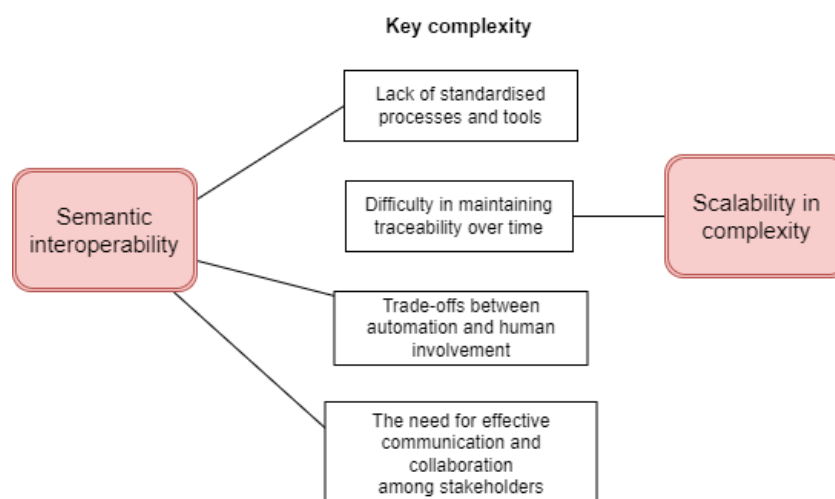 Key complexity
Lack of standardised
processes and tools
Semantic
interoperability
Difficulty in maintaining
traceability over time
Scalability in
complexity
Trade-offs between
automation and human
involvement
The need for effective
communication and
collaboration
among stakeholders